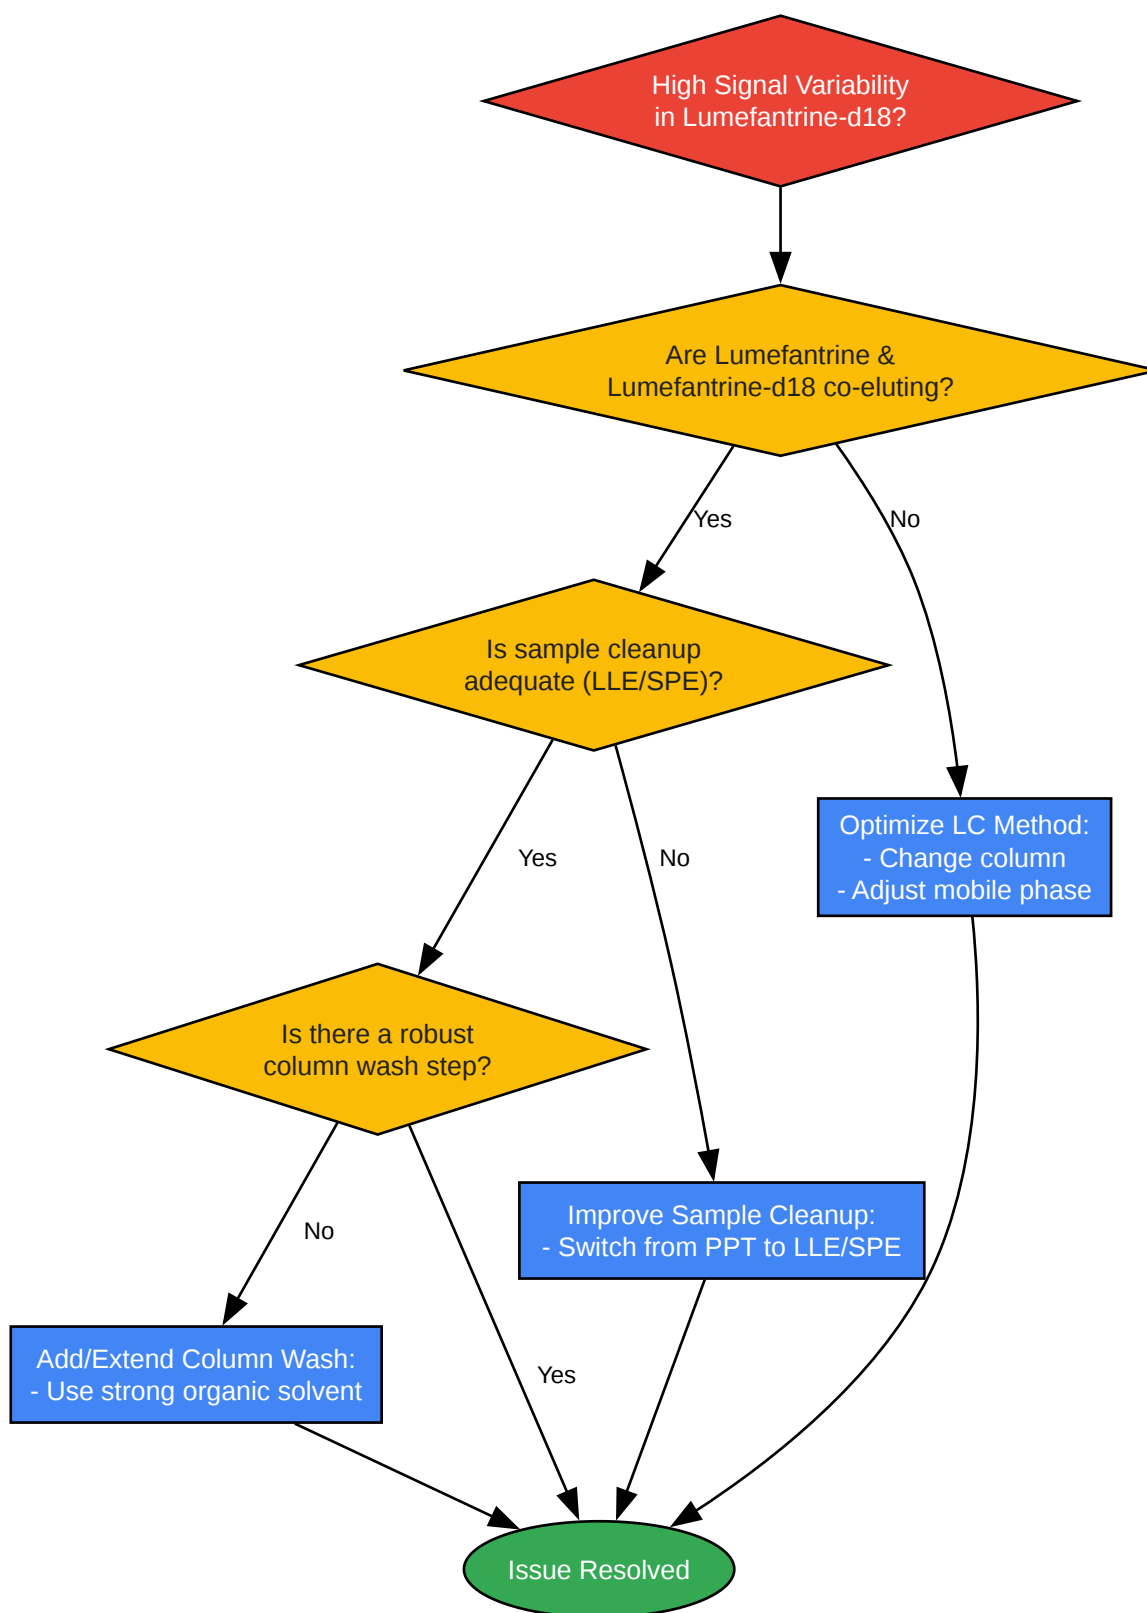 High Signal Variability
in Lumefantrine-d18?
Are Lumefantrine &
Lumefantrine-d18 co-eluting?
Yes
No
Is sample cleanup
adequate (LLE/SPE)?
Optimize LC Method:
- Change column
- Adjust mobile phase
Yes
No
Is there a robust
column wash step?
Improve Sample Cleanup:
- Switch from PPT to LLE/SPE
No
Add/Extend Column Wash:
- Use strong organic solvent
Yes
Issue Resolved